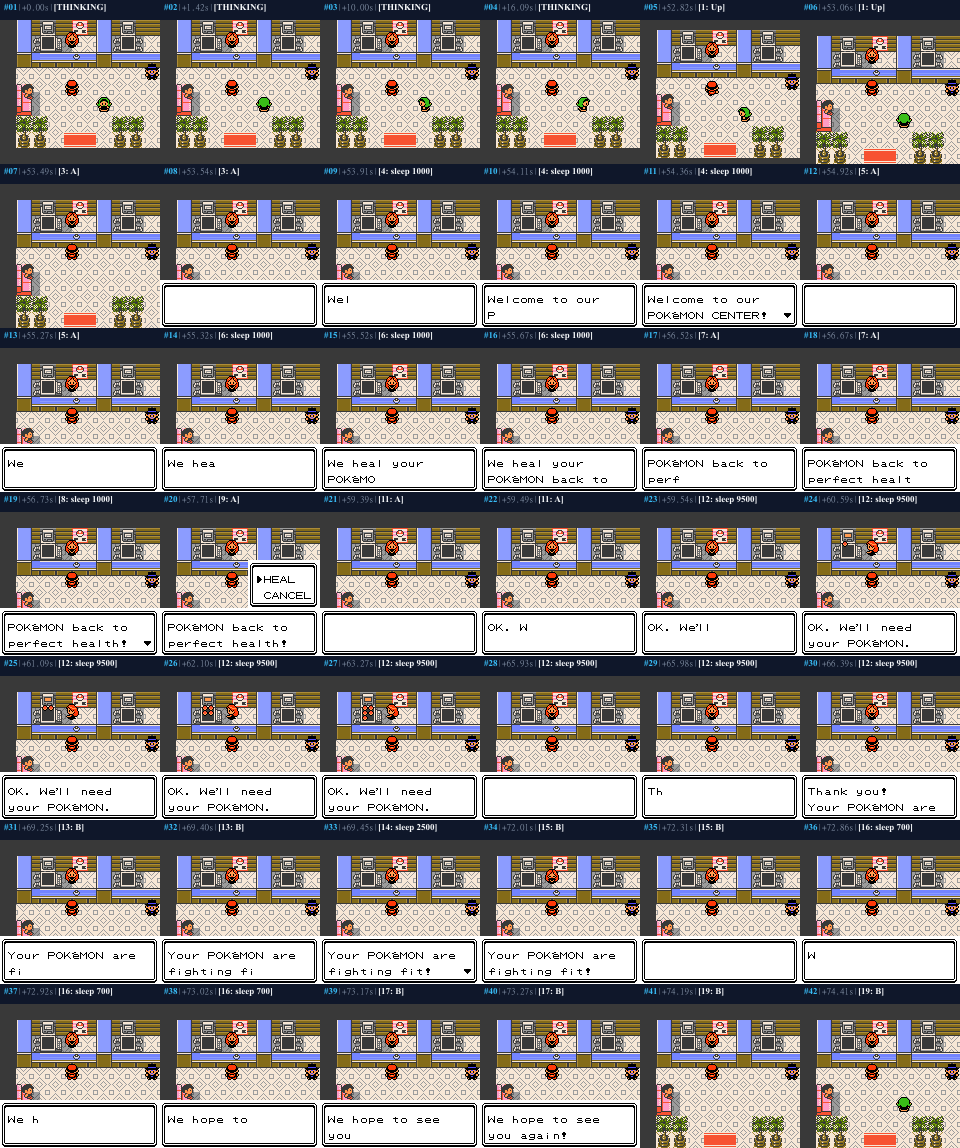 #01|+0.00s|[THINKING]
#02|+1.42s|[THINKING]
#03|+10.00s|[THINKING]
#04|+16.09s|[THINKING]
#05|+52.82s|[1: Up]
#06|+53.06s|[1: Up]
#07|+53.49s|[3: A]
#08|+53.54s|[3: A]
#09|+53.91s|[4: sleep 1000]
#10|+54.11s|[4: sleep 1000]
#11|+54.36s|[4: sleep 1000]
#12|+54.92s|[5: A]
Wel
Welcome to our
P
Welcome to our
POKéMON CENTER!
#13|+55.27s|[5: A]
#14|+55.32s|[6: sleep 1000]
#15|+55.52s|[6: sleep 1000]
#16|+55.67s|[6: sleep 1000]
#17|+56.52s|[7: A]
#18|+56.67s|[7: A]
We
We hea
We heal your
POKéMO
We heal your
POKéMON back to
POKéMON back to
perf
POKéMON back to
perfect healt
#19|+56.73s|[8: sleep 1000]
#20|+57.71s|[9: A]
#21|+59.39s|[11: A]
#22|+59.49s|[11: A]
#23|+59.54s|[12: sleep 9500]
#24|+60.59s|[12: sleep 9500]
POKéMON back to
perfect health!
HEAL
CANCEL
POKéMON back to
perfect health!
OK. W
OK. We'll
OK. We'll need
your POKéMON.
#25|+61.09s|[12: sleep 9500]
#26|+62.10s|[12: sleep 9500]
#27|+63.27s|[12: sleep 9500]
#28|+65.93s|[12: sleep 9500]
#29|+65.98s|[12: sleep 9500]
#30|+66.39s|[12: sleep 9500]
OK. We'll need
your POKéMON.
OK. We'll need
your POKéMON.
OK. We'll need
your POKéMON.
Th
Thank you!
Your POKéMON are
#31|+69.25s|[13: B]
#32|+69.40s|[13: B]
#33|+69.45s|[14: sleep 2500]
#34|+72.01s|[15: B]
#35|+72.31s|[15: B]
#36|+72.86s|[16: sleep 700]
Your POKéMON are
fi
Your POKéMON are
fighting fi
Your POKéMON are
fighting fit!
Your POKéMON are
fighting fit!
W
#37|+72.92s|[16: sleep 700]
#38|+73.02s|[16: sleep 700]
#39|+73.17s|[17: B]
#40|+73.27s|[17: B]
#41|+74.19s|[19: B]
#42|+74.41s|[19: B]
We h
We hope to
We hope to see
you
We hope to see
you again!